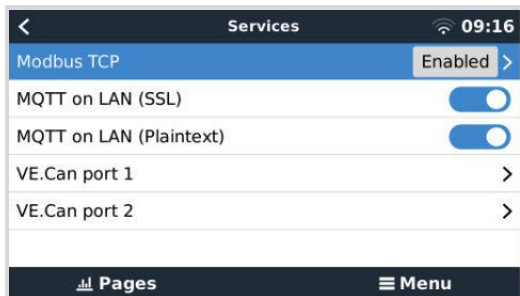 Services 09:16
Modbus TCP Enabled
MQTT on LAN (SSL)
MQTT on LAN (Plaintext)
VE.Can port 1
VE.Can port 2
Pages Menu